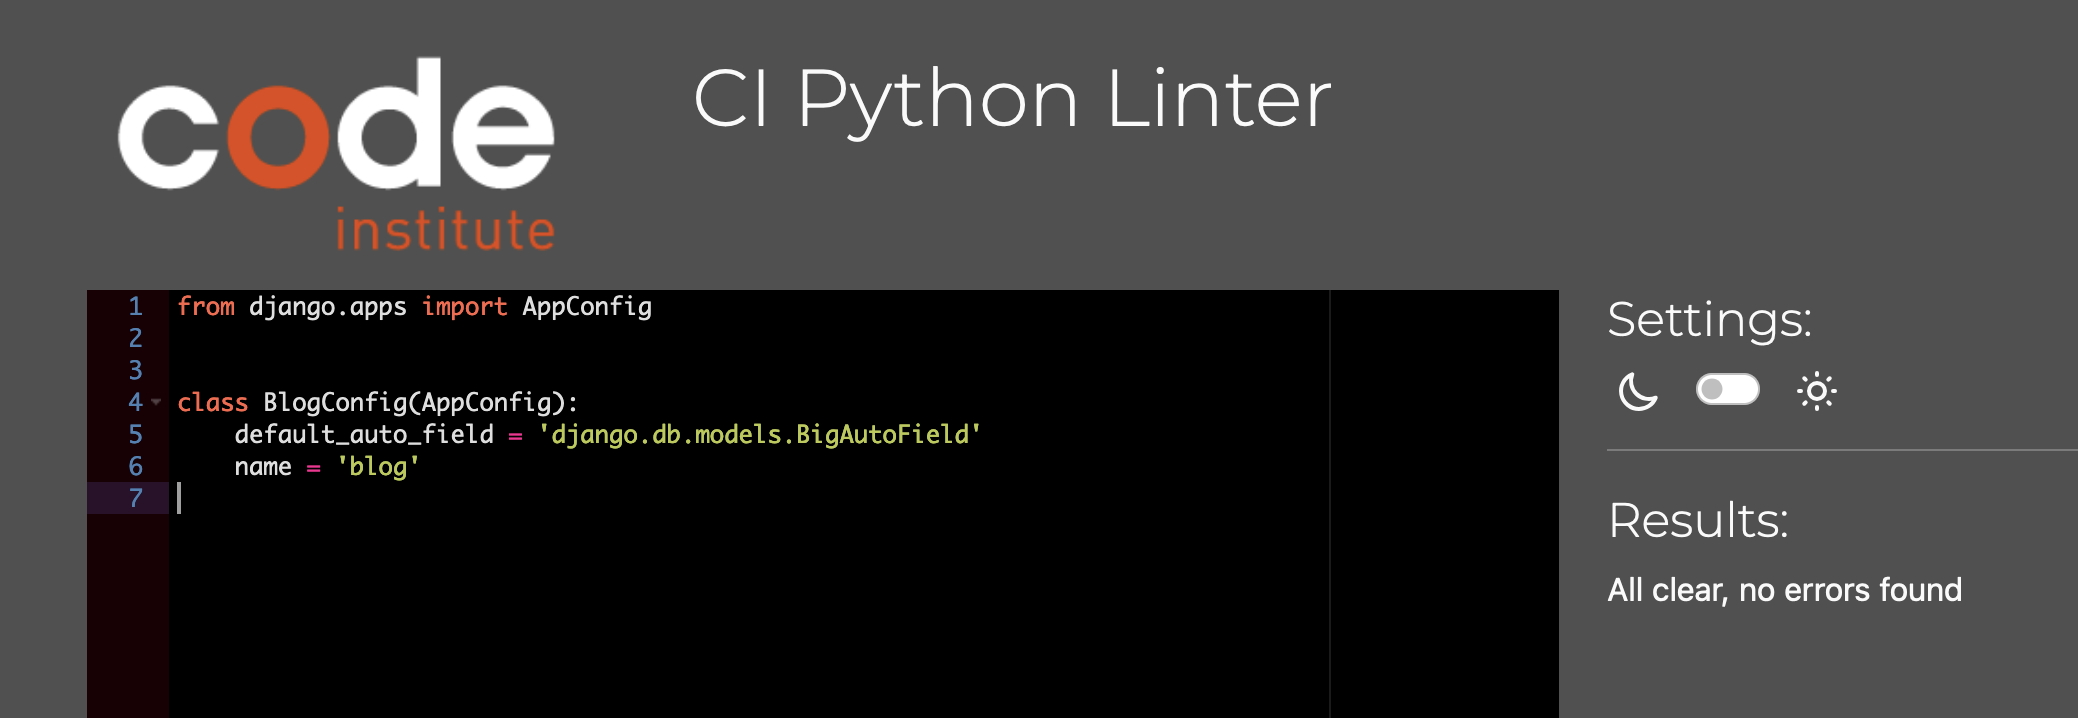 code
institute
CI Python Linter
1 from django.apps import AppConfig
2
3
4 class BlogConfig(AppConfig):
5     default_auto_field = 'django.db.models.BigAutoField'
6     name = 'blog'
7
Settings:
Results:
All clear, no errors found